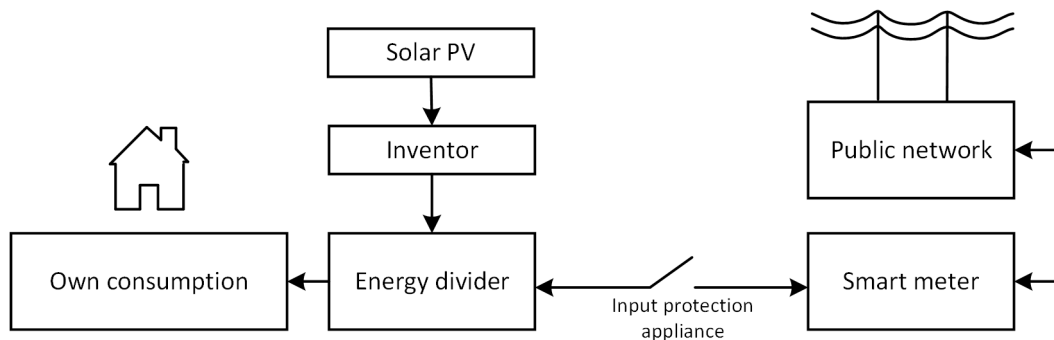 Solar PV
Inventor
Public network
Own consumption
Energy divider
Smart meter
Input protection
appliance